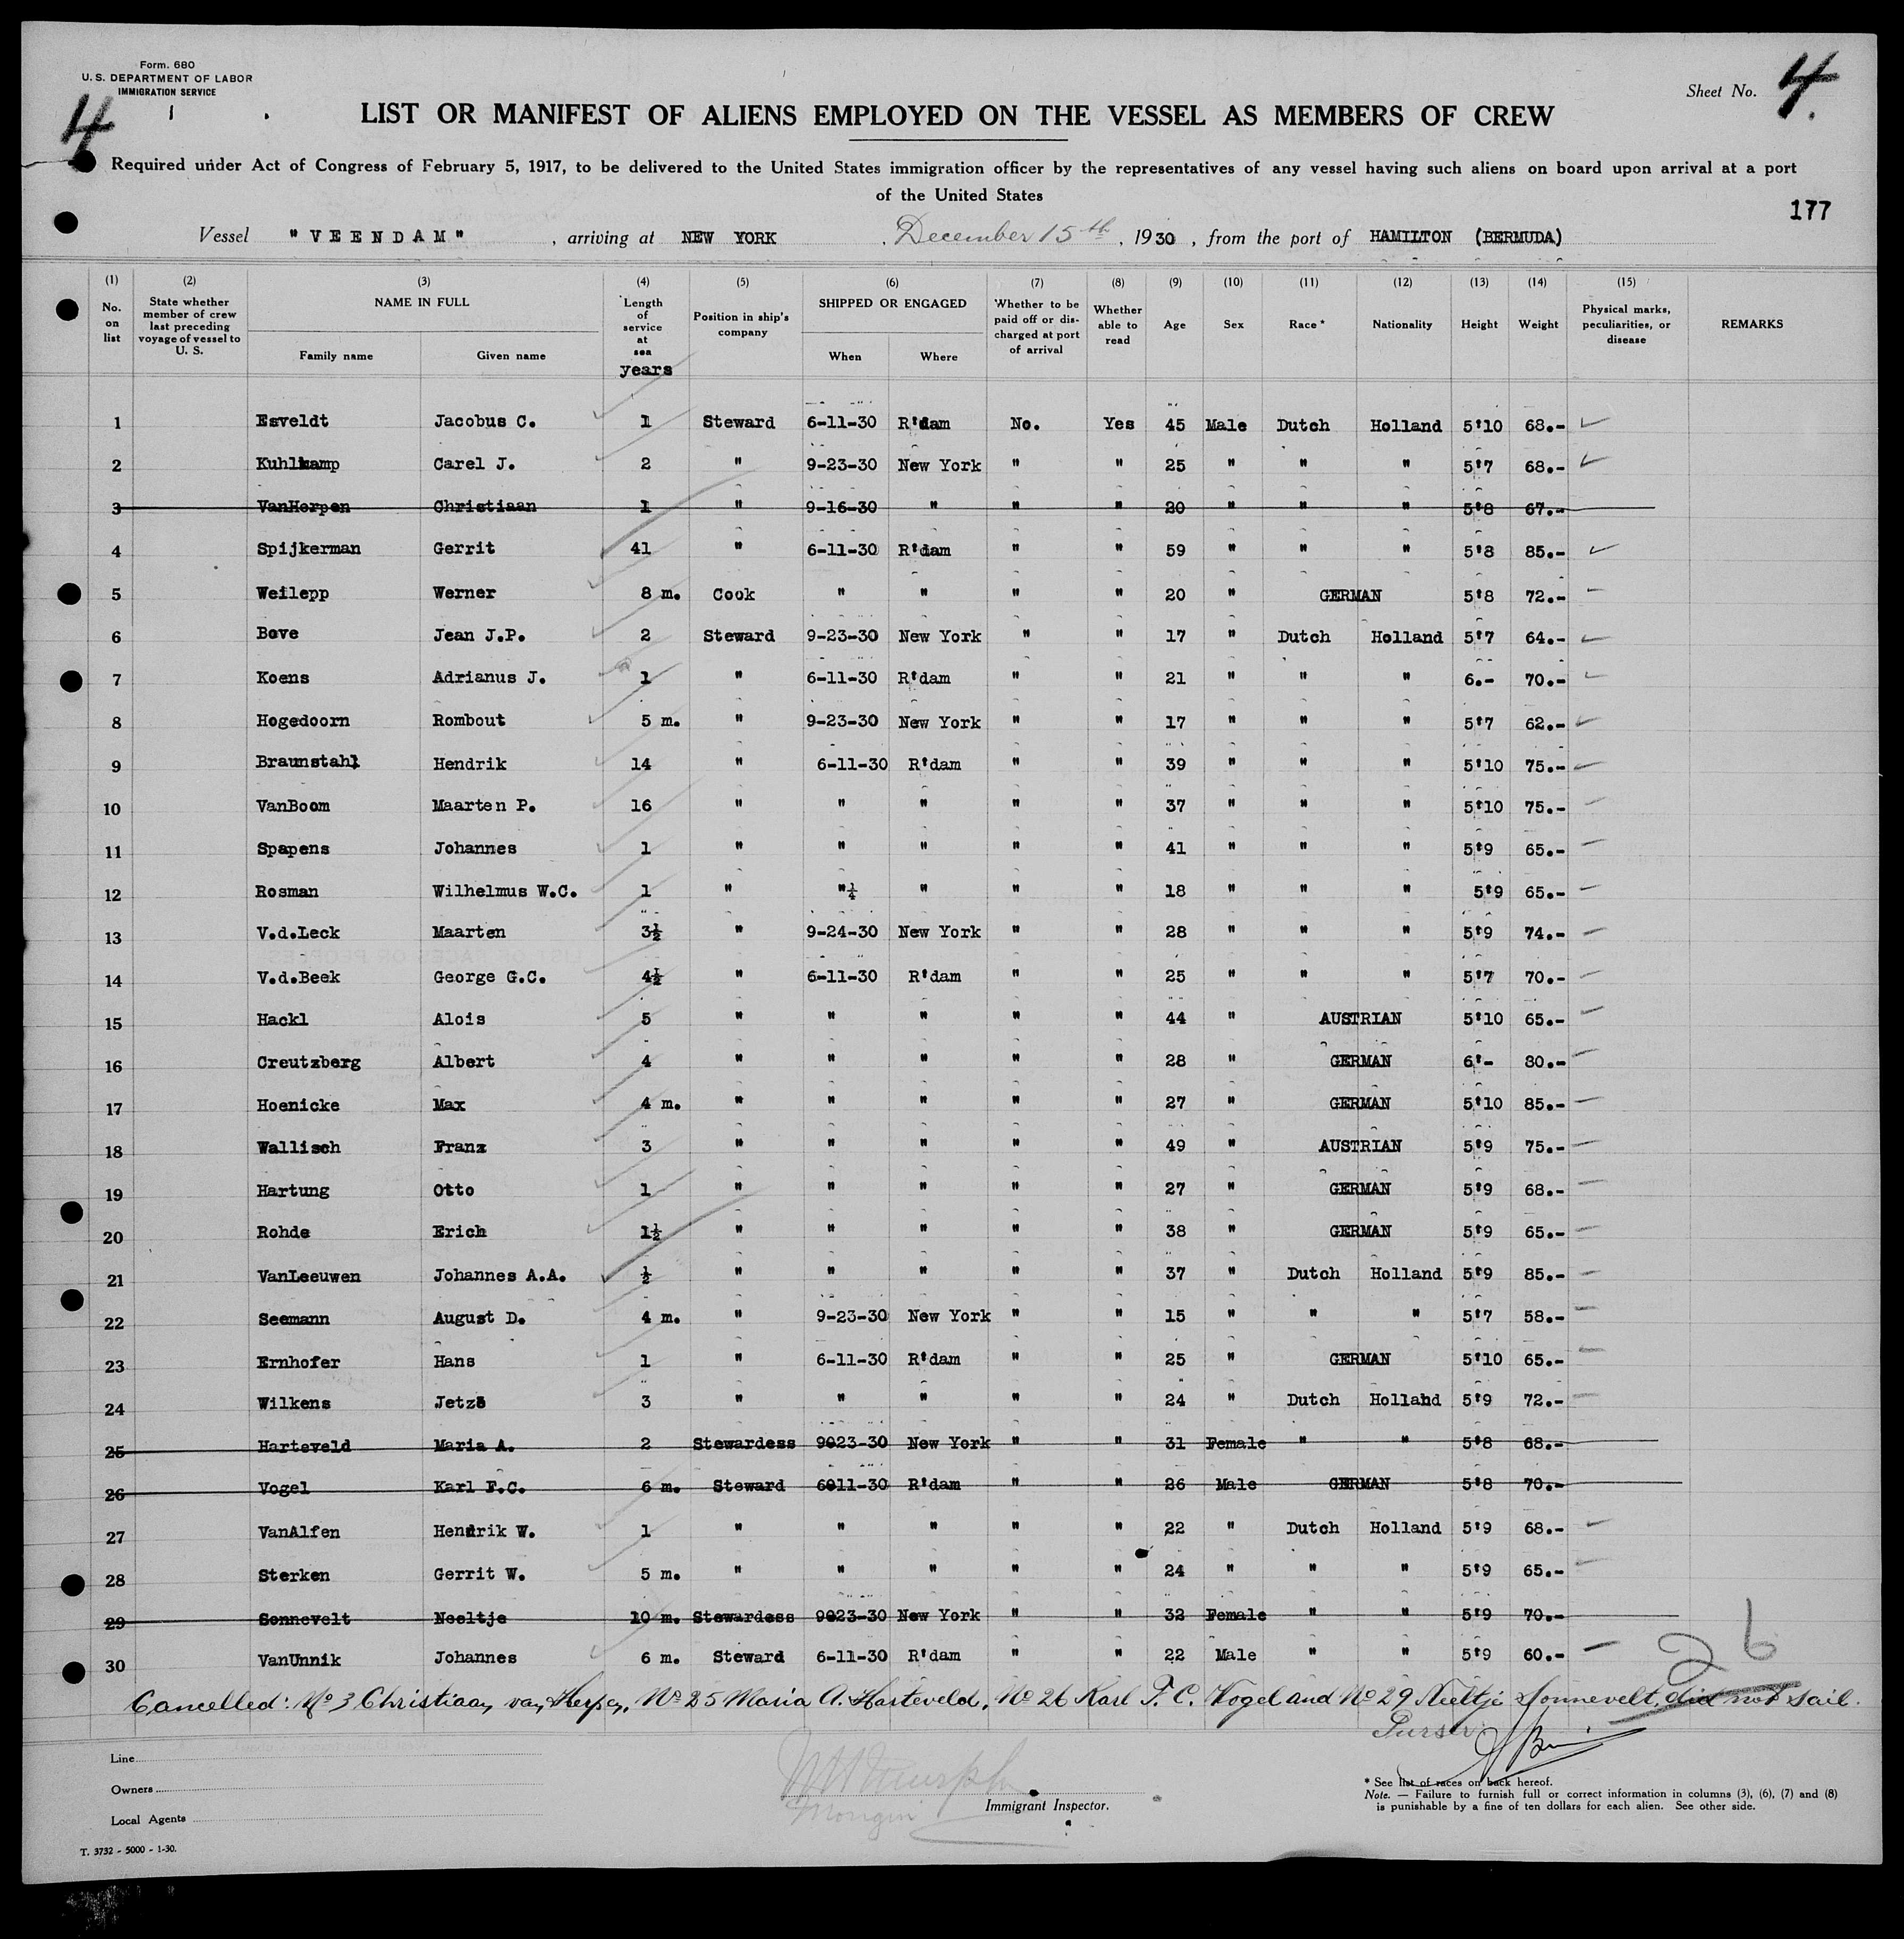 Form. 680
U. S. DEPARTMENT OF LABOR
IMMIGRATION SERVICE
Sheet No. 4.
4
LIST OR MANIFEST OF ALIENS EMPLOYED ON THE VESSEL AS MEMBERS OF CREW
Required under Act of Congress of February 5, 1917, to be delivered to the United States immigration officer by the representatives of any vessel having such aliens on board upon arrival at a port
of the United States
177
Vessel "VEENDAM", arriving at NEW YORK, December 15th, 1930, from the port of HAMILTON (BERMUDA)
(1) (2) (3) (4) (5) (6) (7) (8) (9) (10) (11) (12) (13) (14) (15)
No. on list State whether member of crew last preceding voyage of vessel to U. S. NAME IN FULL Family name Given name Length of service at sea years Position in ship's company SHIPPED OR ENGAGED When Where Whether to be paid off or discharged at port of arrival Whether able to read Age Sex Race* Nationality Height Weight Physical marks, peculiarities, or disease REMARKS
1 Esveldt Jacobus C. 1 Steward 6-11-30 R'dam No. Yes 45 Male Dutch Holland 5'10 68.-
2 Kuhlkamp Carel J. 2 " 9-23-30 New York " " 25 " " " 5'7 68.-
3 VanHerpen Christiaan 1 " 9-16-30 " " " 20 " " " 5'8 67.-
4 Spijkerman Gerrit 41 " 6-11-30 R'dam " " 59 " " " 5'8 85.-
5 Weilepp Werner 8 m. Cook " " " " 20 " GERMAN 5'8 72.-
6 Bove Jean J.P. 2 Steward 9-23-30 New York " " 17 " Dutch Holland 5'7 64.-
7 Koens Adrianus J. 1 " 6-11-30 R'dam " " 21 " " " 6.- 70.-
8 Hogedoorn Rombout 5 m. " 9-23-30 New York " " 17 " " " 5'7 62.-
9 Braunstahl Hendrik 14 " 6-11-30 R'dam " " 39 " " " 5'10 75.-
10 VanBoom Maarten P. 16 " " " " " 37 " " " 5'10 75.-
11 Spapens Johannes 1 " " " " " 41 " " " 5'9 65.-
12 Rosman Wilhelmus W.C. 1 " "¼ " " " 18 " " " 5'9 65.-
13 V.d.Leck Maarten 3½ " 9-24-30 New York " " 28 " " " 5'9 74.-
14 V.d.Beek George G.C. 4½ " 6-11-30 R'dam " " 25 " " " 5'7 70.-
15 Hackl Alois 5 " " " " " 44 " AUSTRIAN 5'10 65.-
16 Creutzberg Albert 4 " " " " " 28 " GERMAN 6'- 80.-
17 Hoenicke Max 4 m. " " " " " 27 " GERMAN 5'10 85.-
18 Wallisch Franz 3 " " " " " 49 " AUSTRIAN 5'9 75.-
19 Hartung Otto 1 " " " " " 27 " GERMAN 5'9 68.-
20 Rohde Erich 1½ " " " " " 38 " GERMAN 5'9 65.-
21 VanLeeuwen Johannes A.A. ½ " " " " " 37 " Dutch Holland 5'9 85.-
22 Seemann August D. 4 m. " 9-23-30 New York " " 15 " " " 5'7 58.-
23 Ernhofer Hans 1 " 6-11-30 R'dam " " 25 " GERMAN 5'10 65.-
24 Wilkens Jetze 3 " " " " " 24 " Dutch Holland 5'9 72.-
25 Harteveld Maria A. 2 Stewardess 9023-30 New York " " 31 Female " " 5'8 68.-
26 Vogel Karl F.C. 6 m. Steward 6011-30 R'dam " " 26 Male GERMAN 5'8 70.-
27 VanAlfen Hendrik W. 1 " " " " " 22 " Dutch Holland 5'9 68.-
28 Sterken Gerrit W. 5 m. " " " " " 24 " " " 5'9 65.-
29 Sonnevelt Neeltje 10 m. Stewardess 9023-30 New York " " 32 Female " " 5'9 70.-
30 VanUnnik Johannes 6 m. Steward 6-11-30 R'dam " " 22 Male " " 5'9 60.-
26
Cancelled: No 3 Christiaan van Herpen, No 25 Maria A. Harteveld, No 26 Karl F. C. Vogel and No 29 Neeltje Sonnevelt, did not sail.
Purser
Line
Owners
Local Agents
Immigrant Inspector.
* See list of races on back hereof.
Note. — Failure to furnish full or correct information in columns (3), (6), (7) and (8)
is punishable by a fine of ten dollars for each alien. See other side.
T. 3732 - 5000 - 1-30.